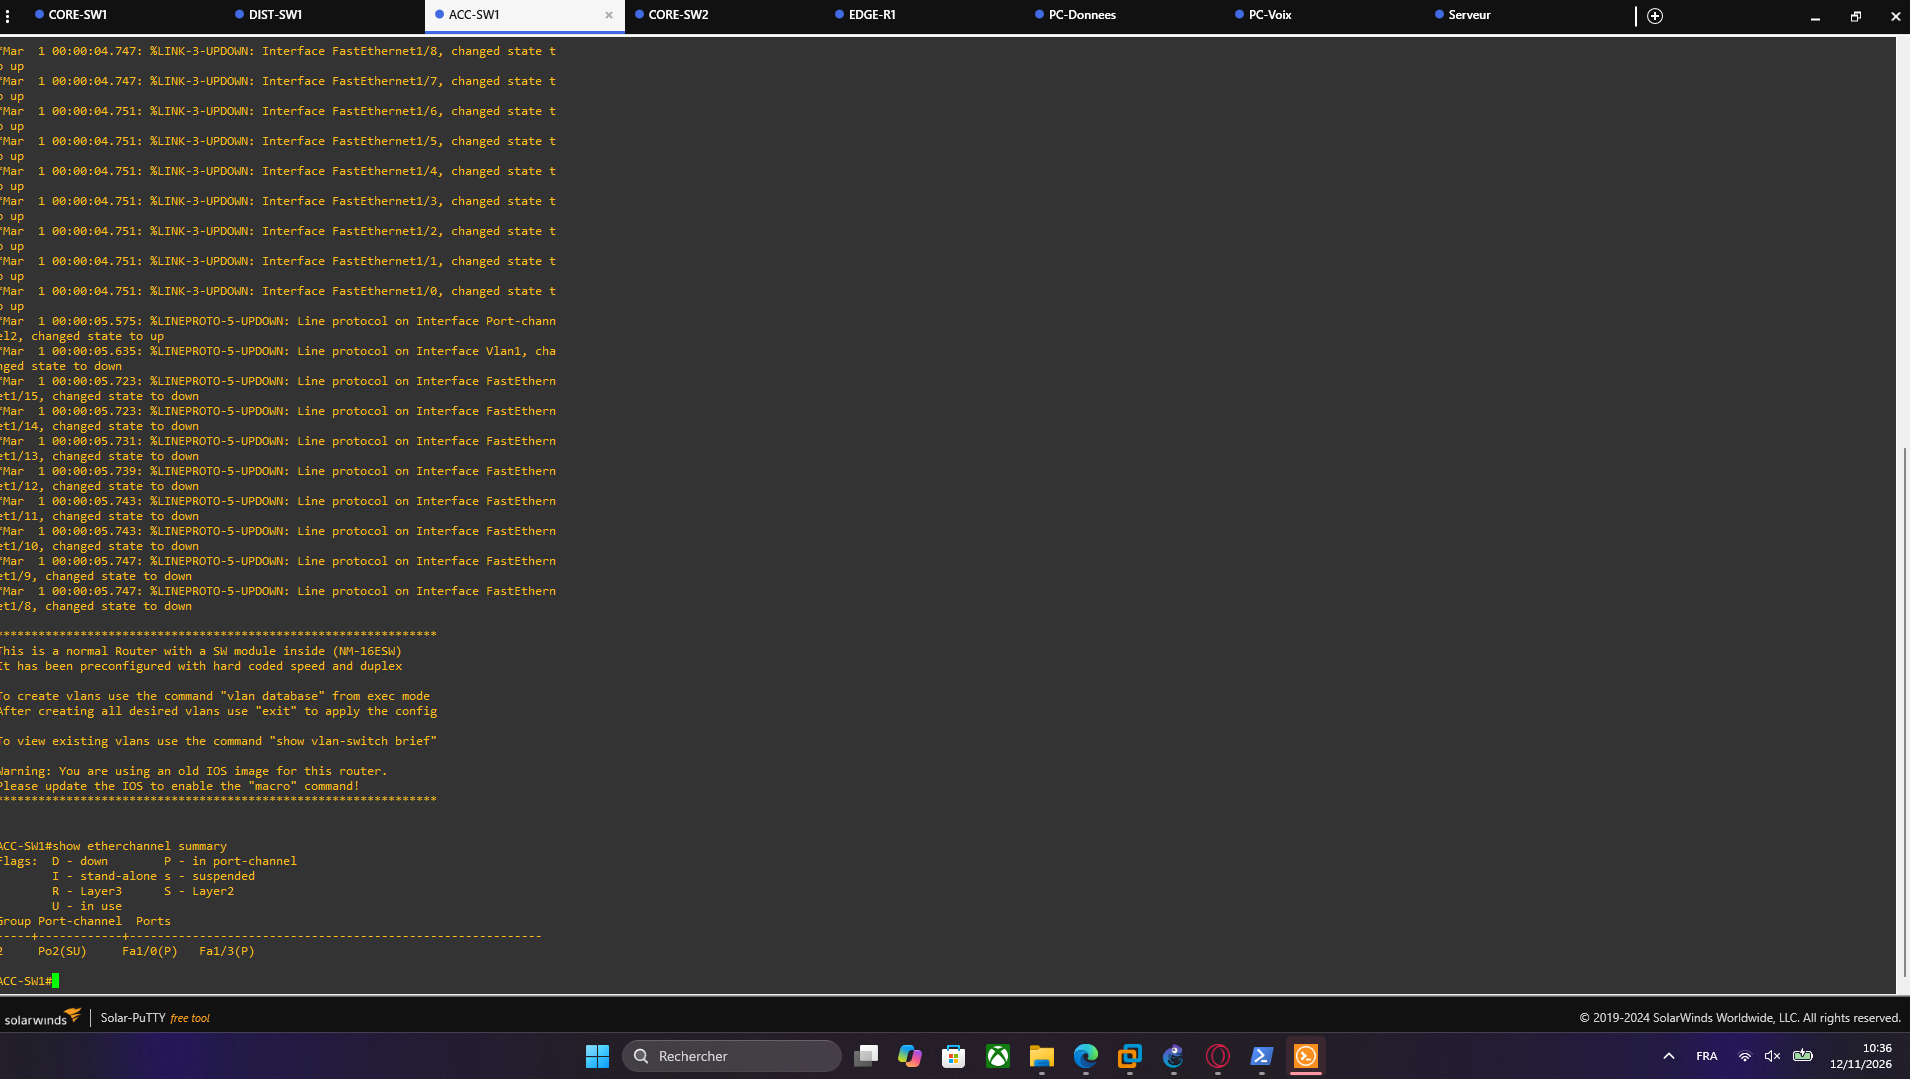 CORE-SW1 DIST-SW1 ACC-SW1 × CORE-SW2 EDGE-R1 PC-Donnees PC-Voix Serveur
*Mar  1 00:00:04.747: %LINK-3-UPDOWN: Interface FastEthernet1/8, changed state t
o up
*Mar  1 00:00:04.747: %LINK-3-UPDOWN: Interface FastEthernet1/7, changed state t
o up
*Mar  1 00:00:04.751: %LINK-3-UPDOWN: Interface FastEthernet1/6, changed state t
o up
*Mar  1 00:00:04.751: %LINK-3-UPDOWN: Interface FastEthernet1/5, changed state t
o up
*Mar  1 00:00:04.751: %LINK-3-UPDOWN: Interface FastEthernet1/4, changed state t
o up
*Mar  1 00:00:04.751: %LINK-3-UPDOWN: Interface FastEthernet1/3, changed state t
o up
*Mar  1 00:00:04.751: %LINK-3-UPDOWN: Interface FastEthernet1/2, changed state t
o up
*Mar  1 00:00:04.751: %LINK-3-UPDOWN: Interface FastEthernet1/1, changed state t
o up
*Mar  1 00:00:04.751: %LINK-3-UPDOWN: Interface FastEthernet1/0, changed state t
o up
*Mar  1 00:00:05.575: %LINEPROTO-5-UPDOWN: Line protocol on Interface Port-chann
el2, changed state to up
*Mar  1 00:00:05.635: %LINEPROTO-5-UPDOWN: Line protocol on Interface Vlan1, cha
nged state to down
*Mar  1 00:00:05.723: %LINEPROTO-5-UPDOWN: Line protocol on Interface FastEthern
et1/15, changed state to down
*Mar  1 00:00:05.723: %LINEPROTO-5-UPDOWN: Line protocol on Interface FastEthern
et1/14, changed state to down
*Mar  1 00:00:05.731: %LINEPROTO-5-UPDOWN: Line protocol on Interface FastEthern
et1/13, changed state to down
*Mar  1 00:00:05.739: %LINEPROTO-5-UPDOWN: Line protocol on Interface FastEthern
et1/12, changed state to down
*Mar  1 00:00:05.743: %LINEPROTO-5-UPDOWN: Line protocol on Interface FastEthern
et1/11, changed state to down
*Mar  1 00:00:05.743: %LINEPROTO-5-UPDOWN: Line protocol on Interface FastEthern
et1/10, changed state to down
*Mar  1 00:00:05.747: %LINEPROTO-5-UPDOWN: Line protocol on Interface FastEthern
et1/9, changed state to down
*Mar  1 00:00:05.747: %LINEPROTO-5-UPDOWN: Line protocol on Interface FastEthern
et1/8, changed state to down
***************************************************************
This is a normal Router with a SW module inside (NM-16ESW)
It has been preconfigured with hard coded speed and duplex
To create vlans use the command "vlan database" from exec mode
After creating all desired vlans use "exit" to apply the config
To view existing vlans use the command "show vlan-switch brief"
Warning: You are using an old IOS image for this router.
Please update the IOS to enable the "macro" command!
***************************************************************
ACC-SW1#show etherchannel summary
Flags:  D - down        P - in port-channel
        I - stand-alone s - suspended
        R - Layer3      S - Layer2
        U - in use
Group Port-channel  Ports
-----+------------+-----------------------------------------------------------
2     Po2(SU)     Fa1/0(P)   Fa1/3(P)
ACC-SW1#
solarwinds Solar-PuTTY free tool © 2019-2024 SolarWinds Worldwide, LLC. All rights reserved.
Rechercher FRA 10:36
12/11/2026